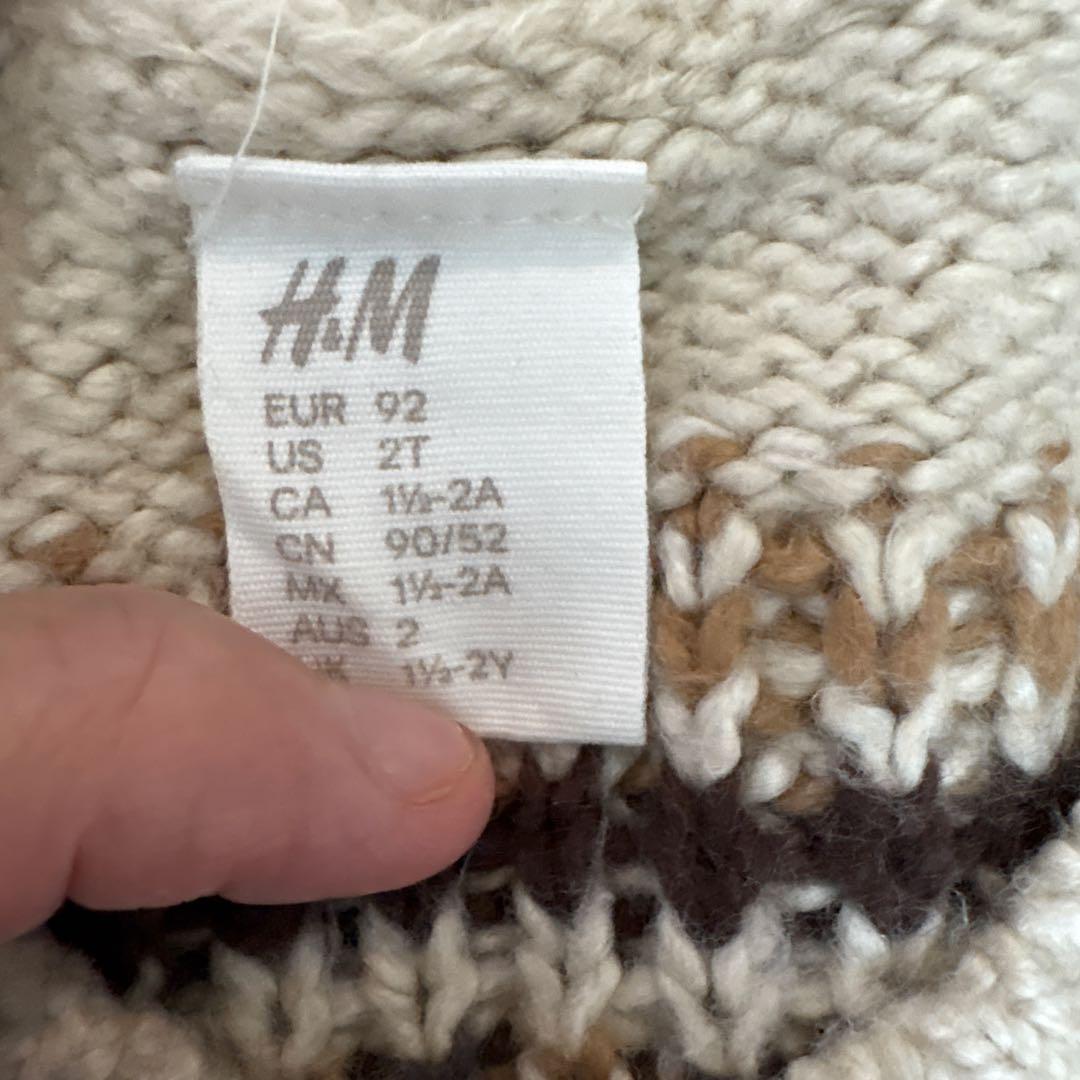 H&M
EUR 92
US 2T
CA 1½-2A
CN 90/52
MX 1½-2A
AUS 2
1½-2Y